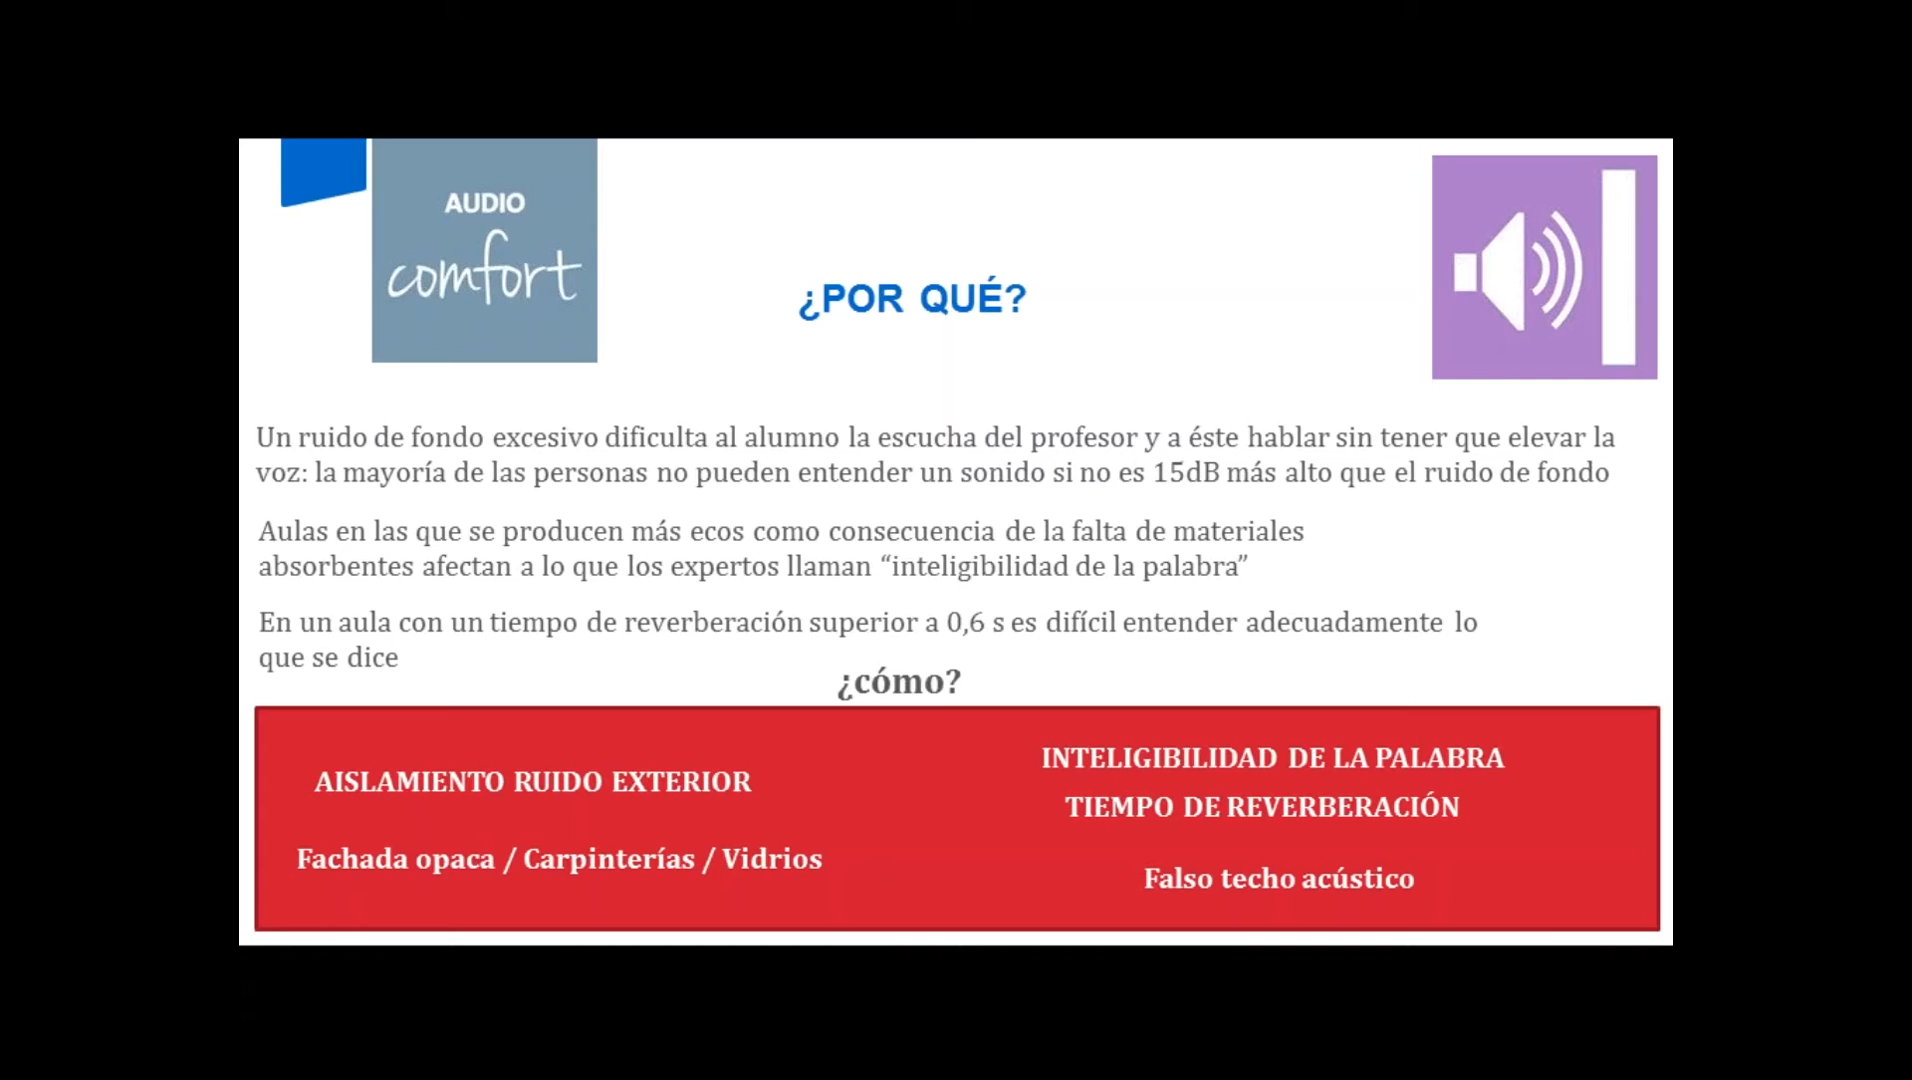 AUDIO
comfort
¿POR QUÉ?
Un ruido de fondo excesivo dificulta al alumno la escucha del profesor y a éste hablar sin tener que elevar la
voz: la mayoría de las personas no pueden entender un sonido si no es 15dB más alto que el ruido de fondo
Aulas en las que se producen más ecos como consecuencia de la falta de materiales
absorbentes afectan a lo que los expertos llaman “inteligibilidad de la palabra”
En un aula con un tiempo de reverberación superior a 0,6 s es difícil entender adecuadamente lo
que se dice
¿cómo?
AISLAMIENTO RUIDO EXTERIOR
Fachada opaca / Carpinterías / Vidrios
INTELIGIBILIDAD DE LA PALABRA
TIEMPO DE REVERBERACIÓN
Falso techo acústico